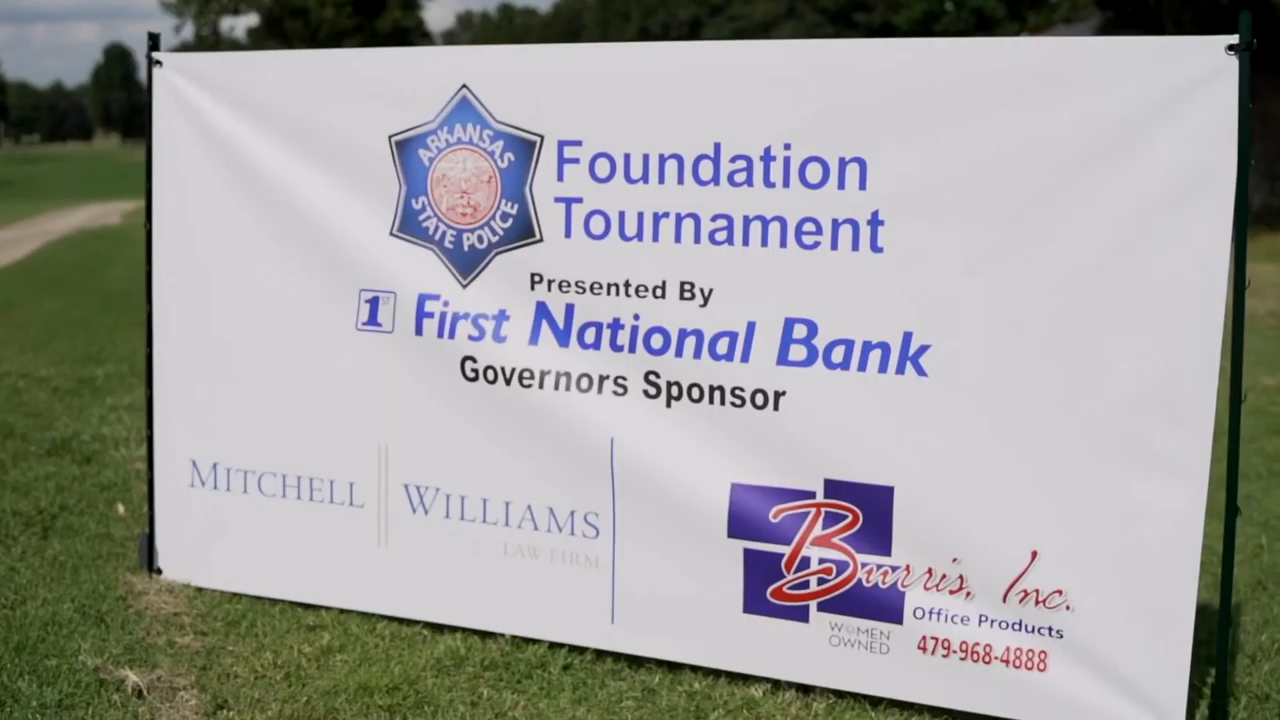 ARKANSAS
STATE POLICE
Foundation
Tournament
Presented By
1ST First National Bank
Governors Sponsor
MITCHELL WILLIAMS
LAW FIRM
Burris, Inc.
Office Products
WOMEN
OWNED
479-968-4888